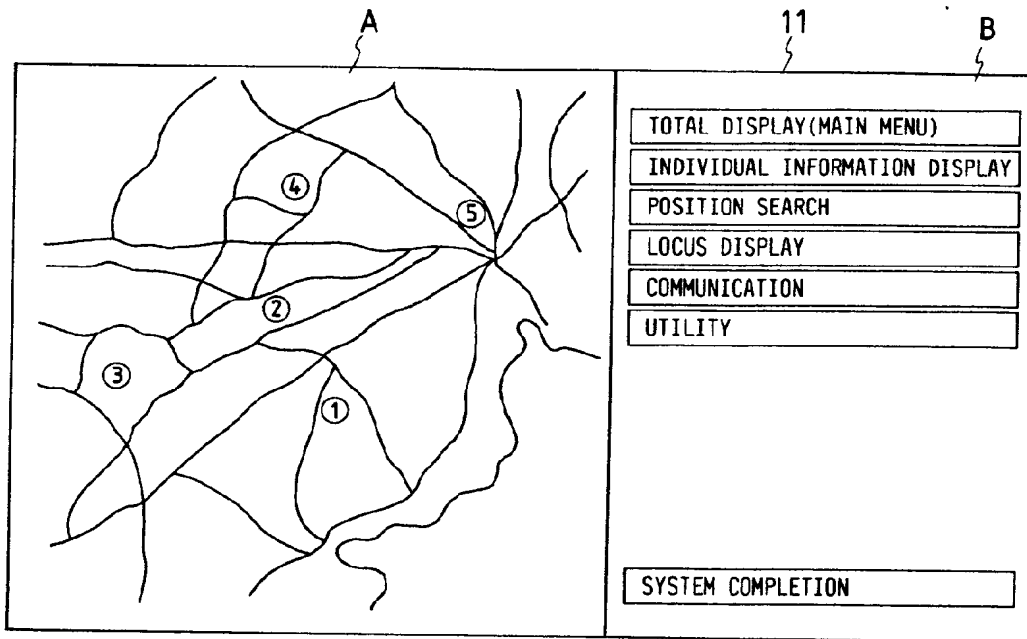 A
11
B
TOTAL DISPLAY(MAIN MENU)
INDIVIDUAL INFORMATION DISPLAY
POSITION SEARCH
LOCUS DISPLAY
COMMUNICATION
UTILITY
④
⑤
②
③
①
SYSTEM COMPLETION